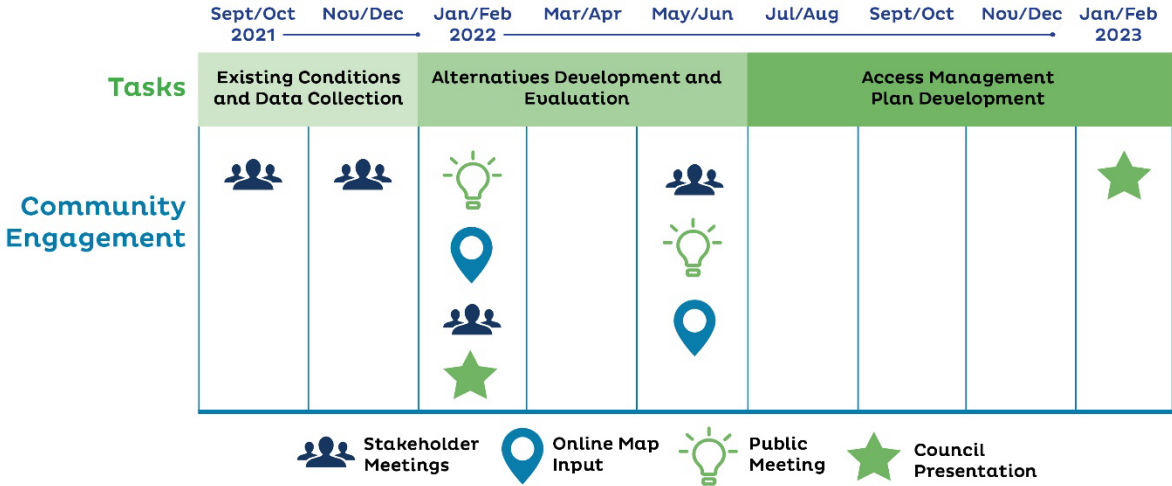 Sept/Oct Nov/Dec Jan/Feb Mar/Apr May/Jun Jul/Aug Sept/Oct Nov/Dec Jan/Feb
2021 2022 2023
Tasks
Existing Conditions
and Data Collection
Alternatives Development and
Evaluation
Access Management
Plan Development
Community
Engagement
Stakeholder
Meetings
Online Map
Input
Public
Meeting
Council
Presentation